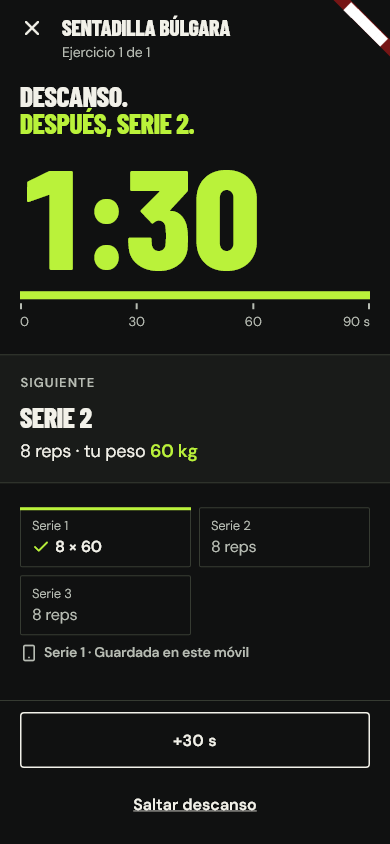 SENTADILLA BÚLGARA
Ejercicio 1 de 1
DESCANSO.
DESPUÉS, SERIE 2.
1:30
0 30 60 90 s
SIGUIENTE
SERIE 2
8 reps · tu peso 60 kg
Serie 1 Serie 2
8 × 60 8 reps
Serie 3
8 reps
Serie 1 · Guardada en este móvil
+30 s
Saltar descanso